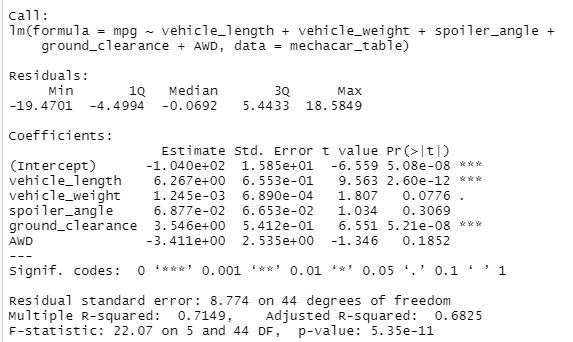 Call:
lm(formula = mpg ~ vehicle_length + vehicle_weight + spoiler_angle +
    ground_clearance + AWD, data = mechacar_table)

Residuals:
     Min       1Q   Median       3Q      Max
-19.4701  -4.4994  -0.0692   5.4433  18.5849

Coefficients:
                   Estimate Std. Error t value Pr(>|t|)
(Intercept)      -1.040e+02  1.585e+01  -6.559 5.08e-08 ***
vehicle_length    6.267e+00  6.553e-01   9.563 2.60e-12 ***
vehicle_weight    1.245e-03  6.890e-04   1.807   0.0776 .
spoiler_angle     6.877e-02  6.653e-02   1.034   0.3069
ground_clearance  3.546e+00  5.412e-01   6.551 5.21e-08 ***
AWD              -3.411e+00  2.535e+00  -1.346   0.1852
---
Signif. codes:  0 ‘***’ 0.001 ‘**’ 0.01 ‘*’ 0.05 ‘.’ 0.1 ‘ ’ 1

Residual standard error: 8.774 on 44 degrees of freedom
Multiple R-squared:  0.7149,	Adjusted R-squared:  0.6825
F-statistic: 22.07 on 5 and 44 DF,  p-value: 5.35e-11